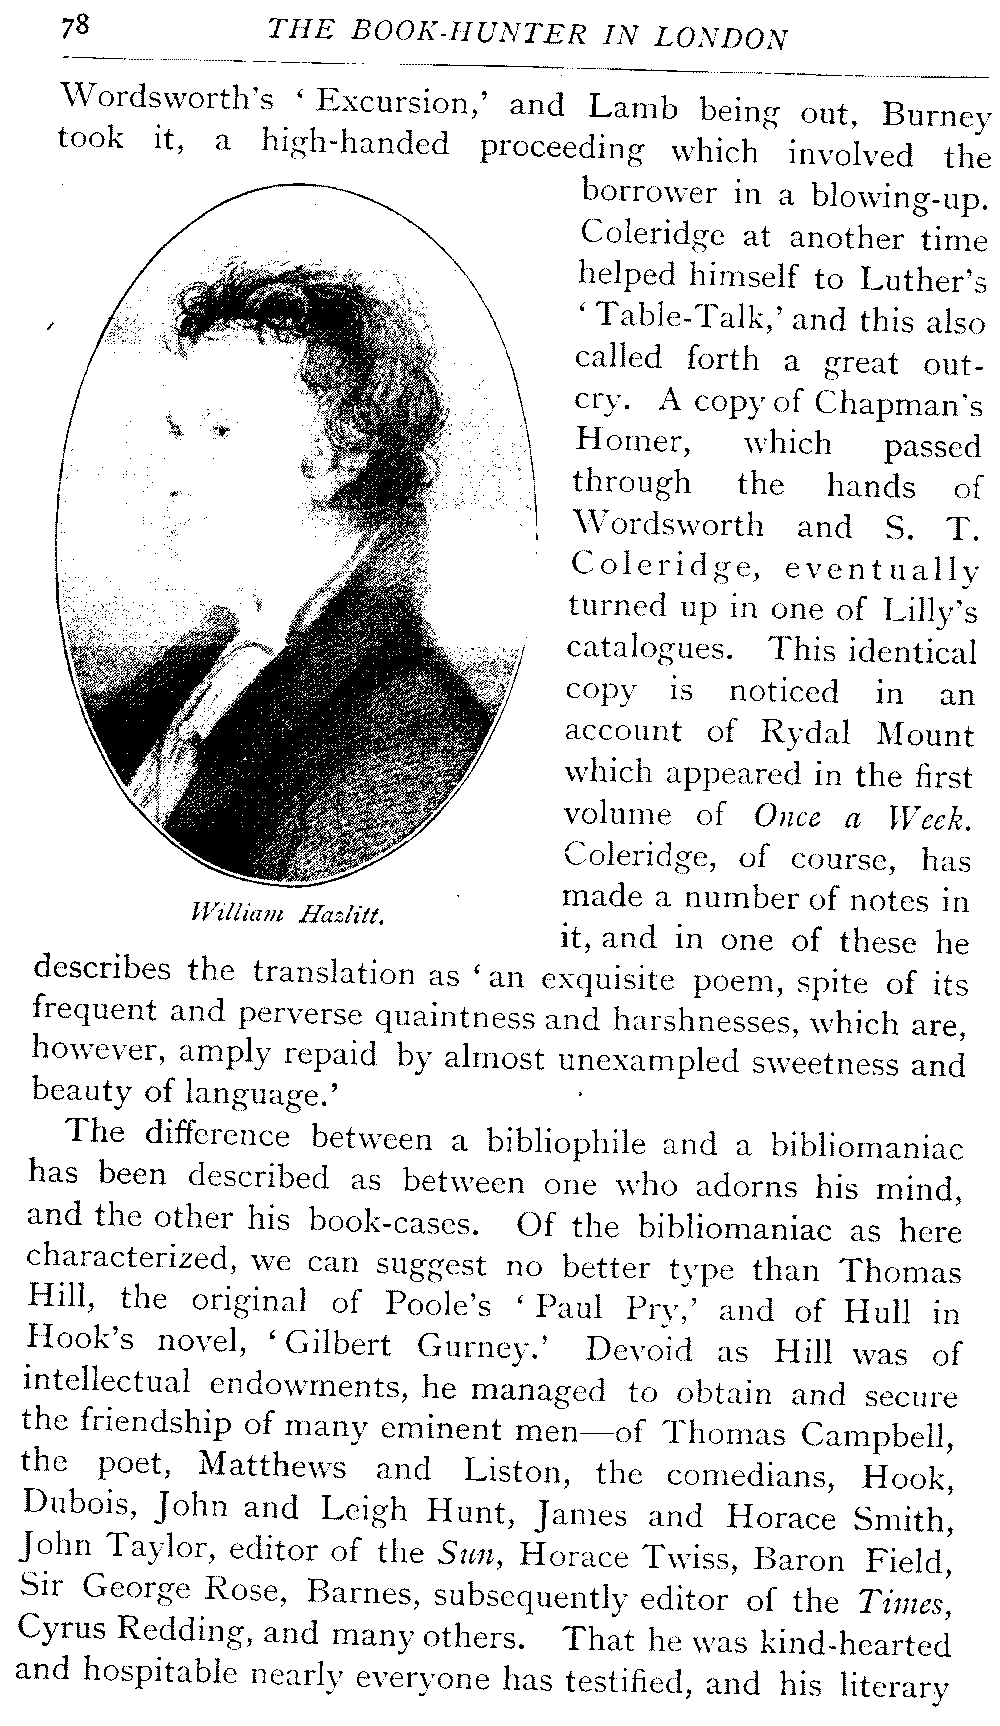 78 THE BOOK-HUNTER IN LONDON
Wordsworth's ‘ Excursion,’ and Lamb being out, Burney
took it, a high-handed proceeding which involved the
borrower in a blowing-up.
Coleridge at another time
helped himself to Luther's
‘ Table-Talk,’ and this also
called forth a great out-
cry. A copy of Chapman's
Homer, which passed
through the hands of
Wordsworth and S. T.
Coleridge, eventually
turned up in one of Lilly's
catalogues. This identical
copy is noticed in an
account of Rydal Mount
which appeared in the first
volume of Once a Week.
Coleridge, of course, has
made a number of notes in
it, and in one of these he
William Hazlitt.
describes the translation as ‘ an exquisite poem, spite of its
frequent and perverse quaintness and harshnesses, which are,
however, amply repaid by almost unexampled sweetness and
beauty of language.’
The difference between a bibliophile and a bibliomaniac
has been described as between one who adorns his mind,
and the other his book-cases. Of the bibliomaniac as here
characterized, we can suggest no better type than Thomas
Hill, the original of Poole's ‘ Paul Pry,’ and of Hull in
Hook's novel, ‘ Gilbert Gurney.’ Devoid as Hill was of
intellectual endowments, he managed to obtain and secure
the friendship of many eminent men—of Thomas Campbell,
the poet, Matthews and Liston, the comedians, Hook,
Dubois, John and Leigh Hunt, James and Horace Smith,
John Taylor, editor of the Sun, Horace Twiss, Baron Field,
Sir George Rose, Barnes, subsequently editor of the Times,
Cyrus Redding, and many others. That he was kind-hearted
and hospitable nearly everyone has testified, and his literary